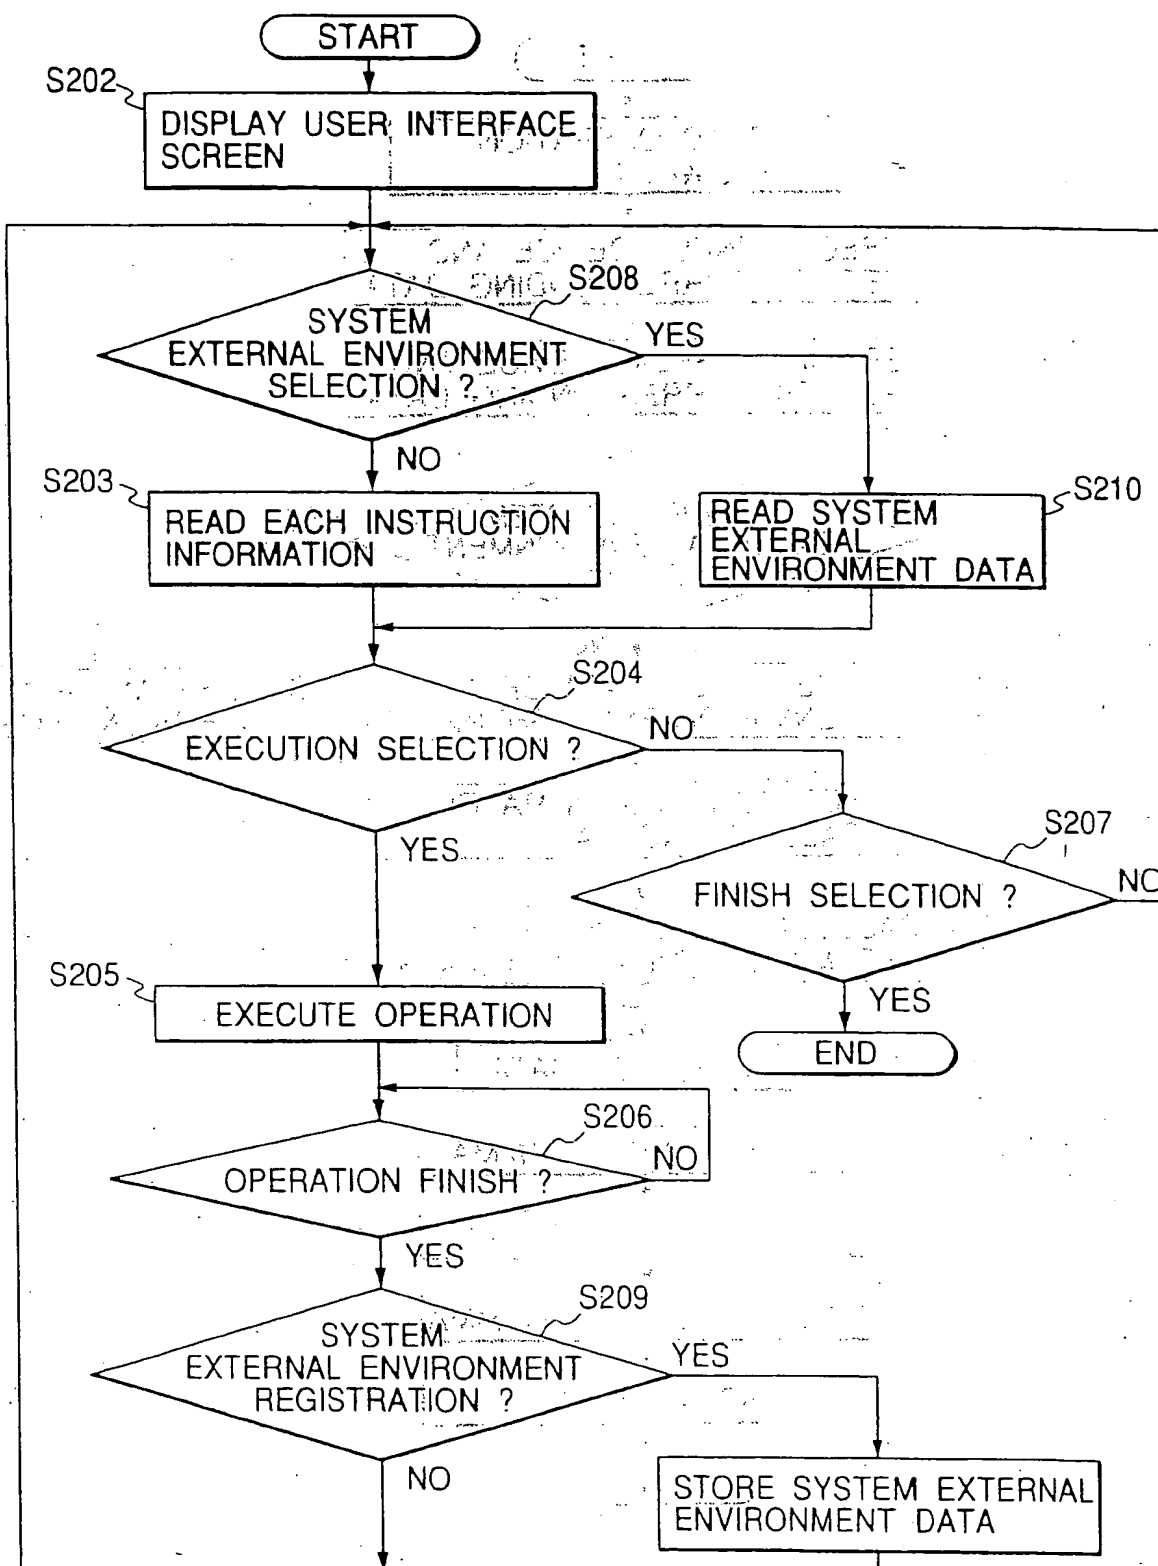 START
S202
DISPLAY USER INTERFACE
SCREEN
S208
SYSTEM
EXTERNAL ENVIRONMENT
SELECTION ?
YES
NO
S203
READ EACH INSTRUCTION
INFORMATION
S210
READ SYSTEM
EXTERNAL
ENVIRONMENT DATA
S204
EXECUTION SELECTION ?
NO
YES
S207
FINISH SELECTION ?
NO
YES
END
S205
EXECUTE OPERATION
S206
OPERATION FINISH ?
NO
YES
S209
SYSTEM
EXTERNAL ENVIRONMENT
REGISTRATION ?
YES
NO
STORE SYSTEM EXTERNAL
ENVIRONMENT DATA